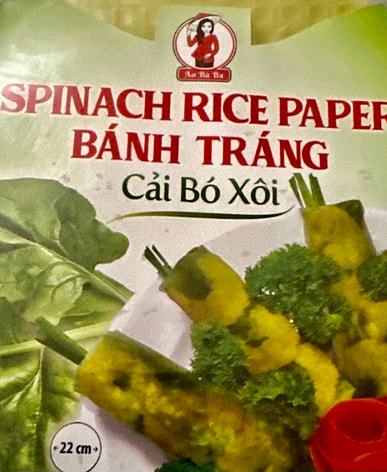 Áo Bà Ba
SPINACH RICE PAPER
BÁNH TRÁNG
Cải Bó Xôi
22 cm